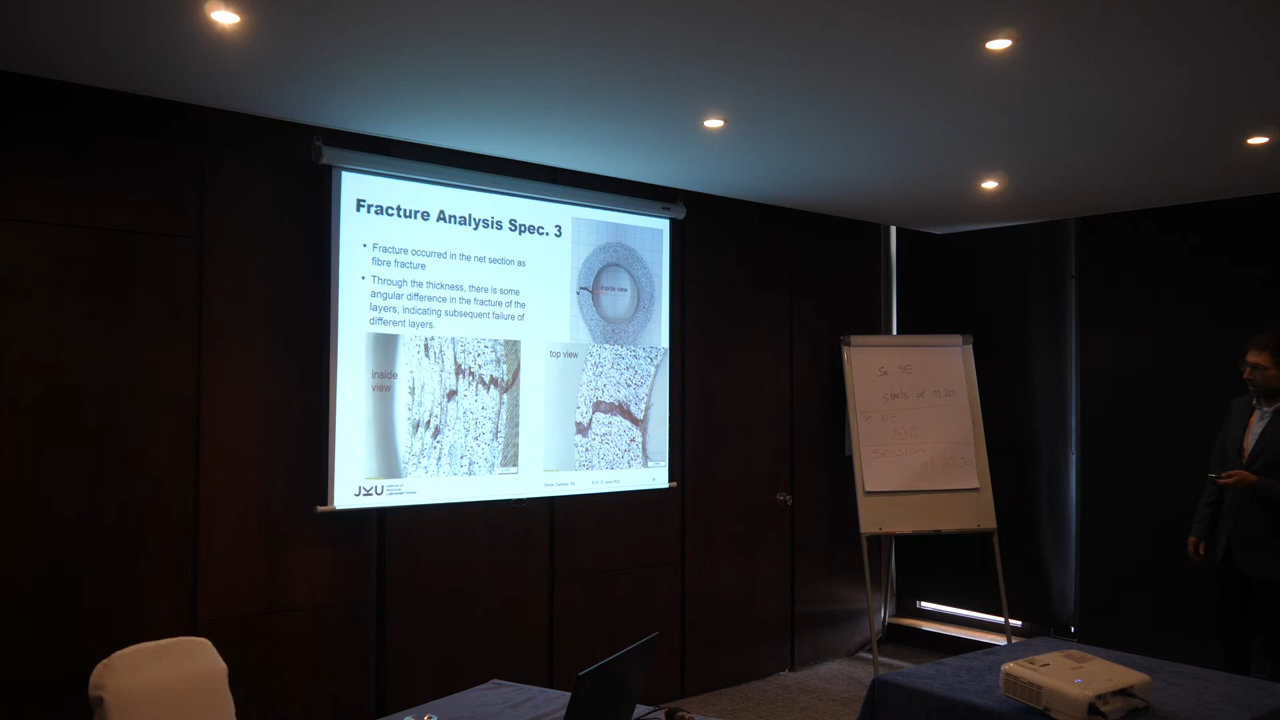 Fracture Analysis Spec. 3
• Fracture occurred in the net section as
fibre fracture
• Through the thickness, there is some
angular difference in the fracture of the
layers, indicating subsequent failure of
different layers.
inside view
inside
view
top view
JKU
starts at 11:20
Session